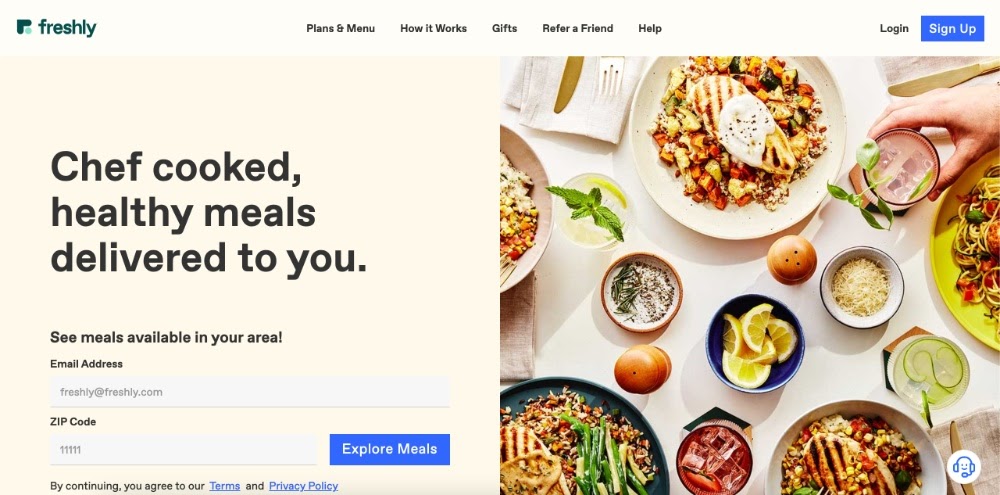 freshly
Plans & Menu
How it Works
Gifts
Refer a Friend
Help
Login
Sign Up
Chef cooked,
healthy meals
delivered to you.
See meals available in your area!
Email Address
freshly@freshly.com
ZIP Code
11111
Explore Meals
By continuing, you agree to our Terms and Privacy Policy